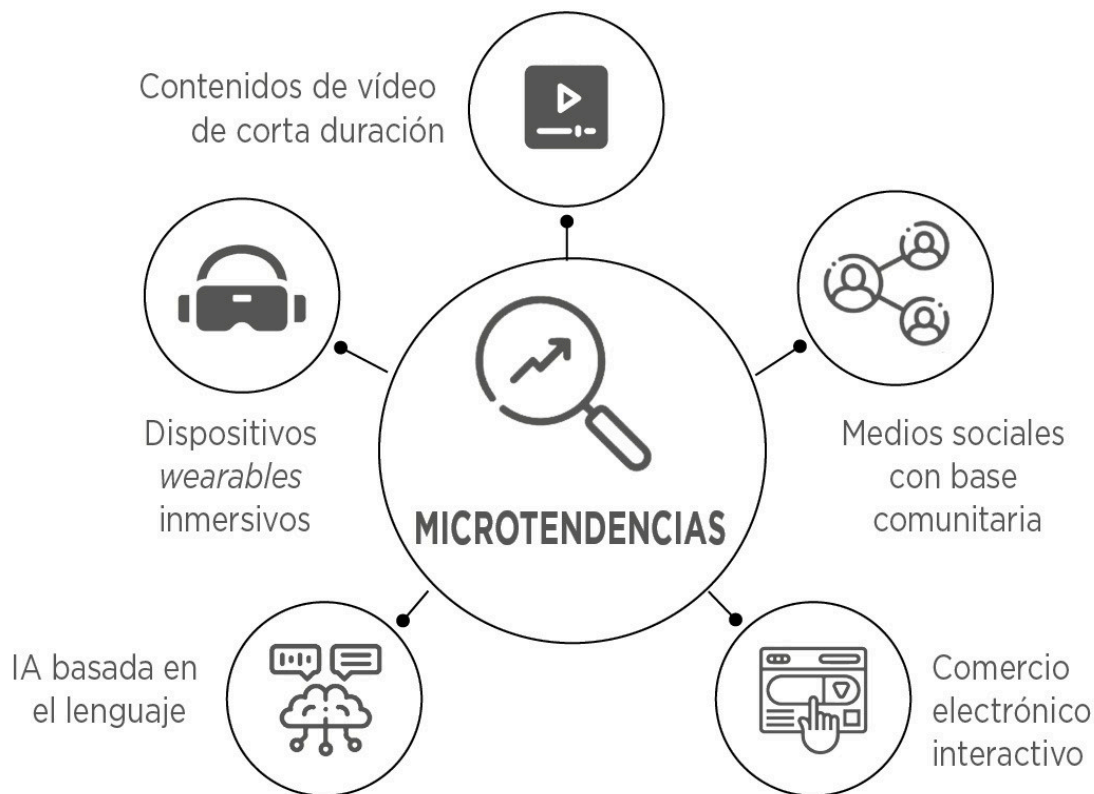 Contenidos de vídeo
de corta duración
Dispositivos
wearables
inmersivos
Medios sociales
con base
comunitaria
MICROTENDENCIAS
IA basada en
el lenguaje
Comercio
electrónico
interactivo